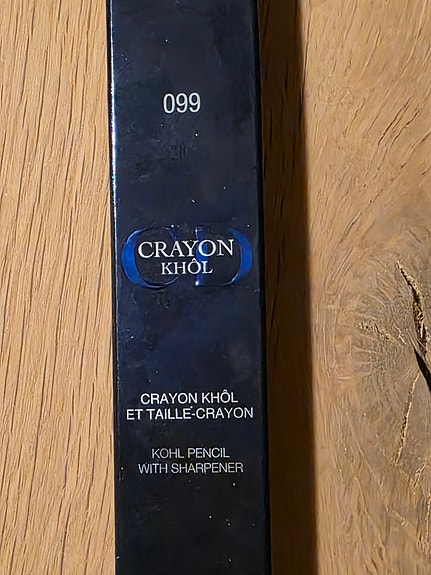 099
CRAYON
KHÔL
CRAYON KHÔL
ET TAILLE-CRAYON
KOHL PENCIL
WITH SHARPENER